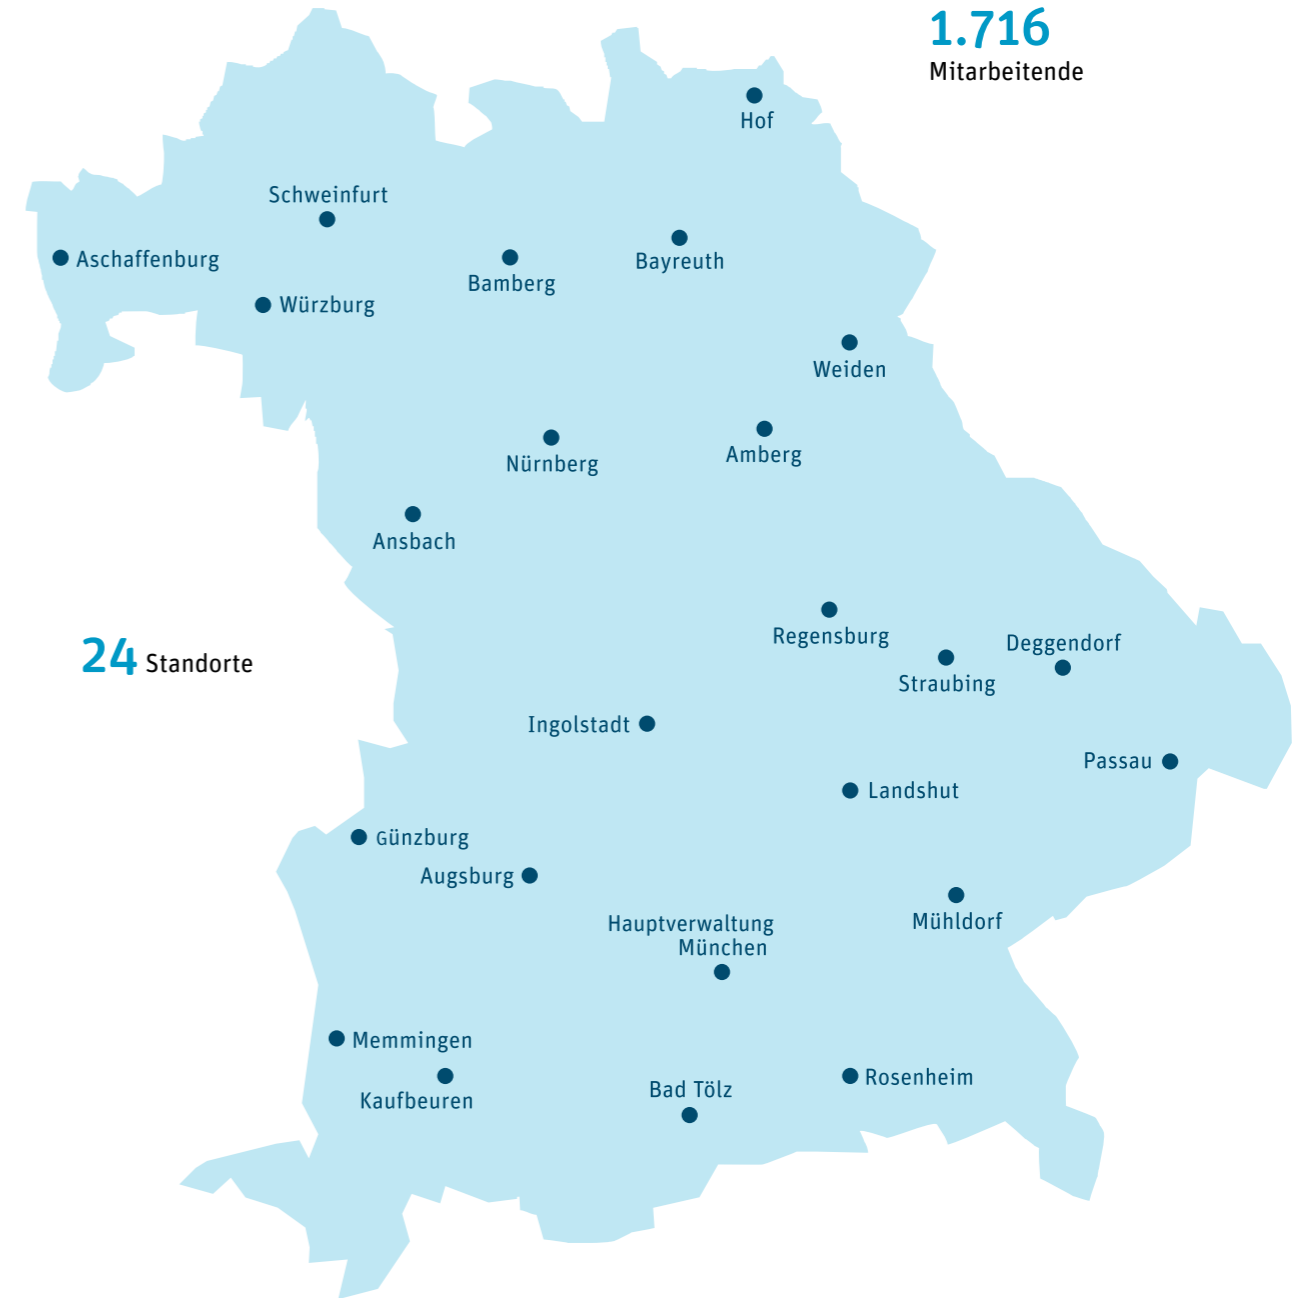 1.716
Mitarbeitende
Hof
Schweinfurt
Aschaffenburg
Bamberg
Bayreuth
Würzburg
Weiden
Nürnberg
Amberg
Ansbach
24 Standorte
Regensburg
Deggendorf
Straubing
Ingolstadt
Passau
Landshut
Günzburg
Augsburg
Hauptverwaltung
München
Mühldorf
Memmingen
Kaufbeuren
Bad Tölz
Rosenheim